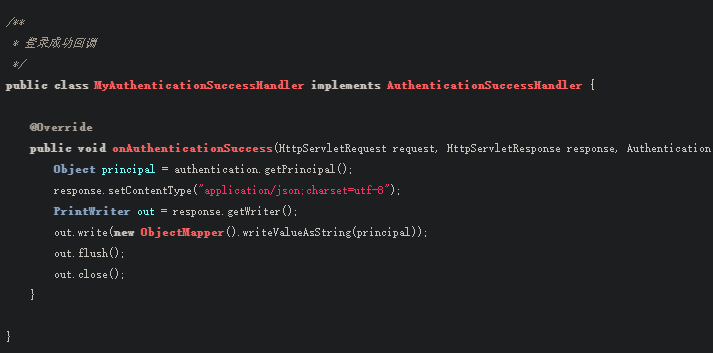 /**
 * 登录成功回调
 */
public class MyAuthenticationSuccessHandler implements AuthenticationSuccessHandler {
@Override
public void onAuthenticationSuccess(HttpServletRequest request, HttpServletResponse response, Authentication
Object principal = authentication.getPrincipal();
response.setContentType("application/json;charset=utf-8");
PrintWriter out = response.getWriter();
out.write(new ObjectMapper().writeValueAsString(principal));
out.flush();
out.close();
}
}